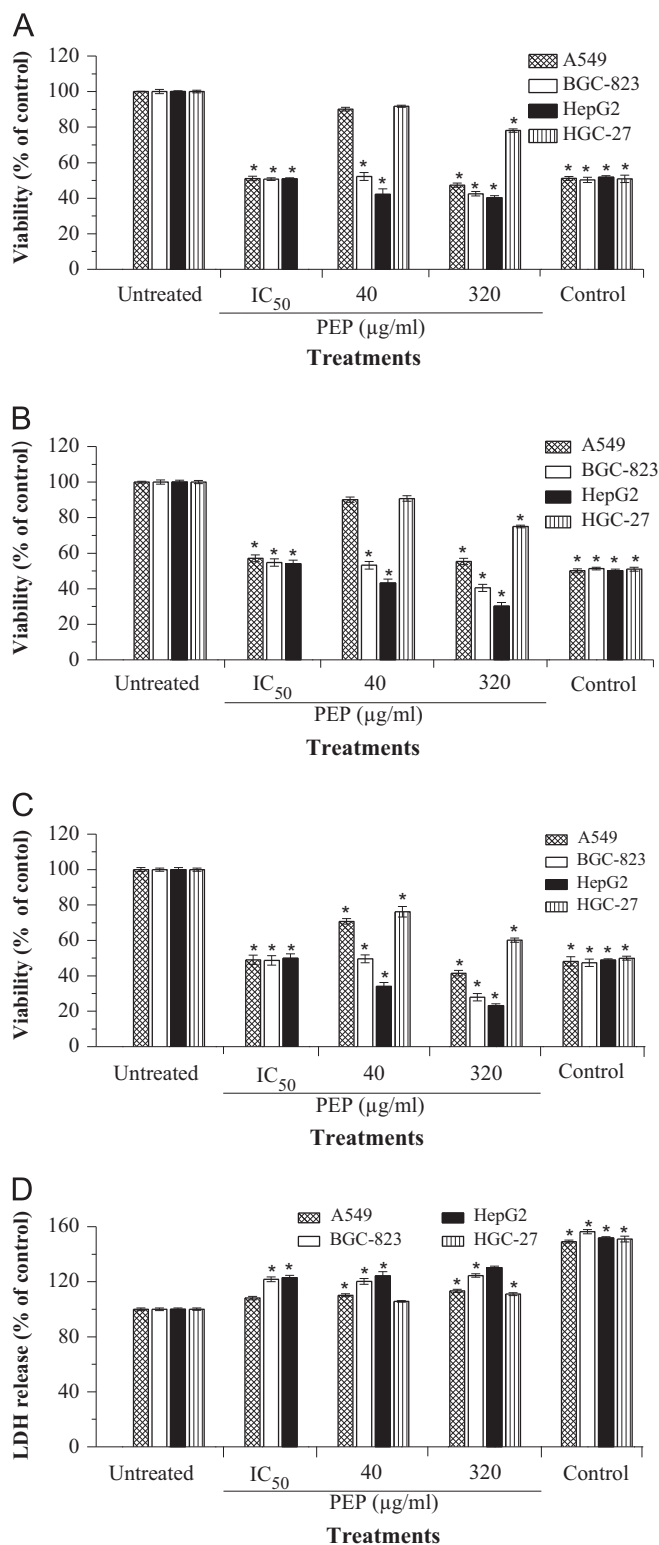 A
120
100
80
60
40
20
0
Viability (% of control)
A549
BGC-823
HepG2
HGC-27
* * *
* *
* * * *
* * * *
Untreated IC50 40 320 Control
PEP (µg/ml)
Treatments
B
120
100
80
60
40
20
0
Viability (% of control)
A549
BGC-823
HepG2
HGC-27
* * *
* *
* * * *
* * * *
Untreated IC50 40 320 Control
PEP (µg/ml)
Treatments
C
120
100
80
60
40
20
0
Viability (% of contol)
A549
BGC-823
HepG2
HGC-27
* * *
* * * *
* * * *
* * * *
Untreated IC50 40 320 Control
PEP (µg/ml)
Treatments
D
160
120
80
40
0
LDH release (% of control)
A549 HepG2
BGC-823 HGC-27
* *
* * *
* * *
* * * *
Untreated IC50 40 320 Control
PEP (µg/ml)
Treatments